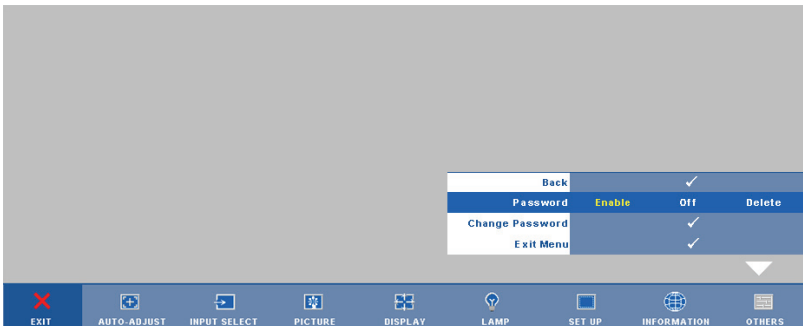 Back
Password Enable Off Delete
Change Password
Exit Menu
EXIT AUTO-ADJUST INPUT SELECT PICTURE DISPLAY LAMP SET UP INFORMATION OTHERS